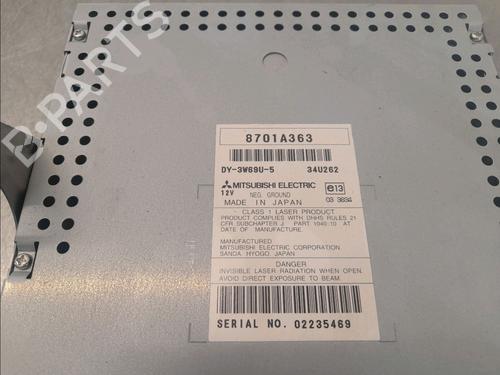 B-PARTS
8701A363
DY-3W69U-5 34U262
MITSUBISHI ELECTRIC
12V NEG. GROUND
MADE IN JAPAN
e13
03 3634
CLASS 1 LASER PRODUCT
PRODUCT COMPLIES WITH DHHS RULES 21
CFR SUBCHAPTER J PART 1040.10 AT
DATE OF MANUFACTURE
MANUFACTURED
MITSUBISHI ELECTRIC CORPORATION
SANDA, HYOGO, JAPAN
DANGER
INVISIBLE LASER RADIATION WHEN OPEN.
AVOID DIRECT EXPOSURE TO BEAM.
SERIAL NO. 02235469